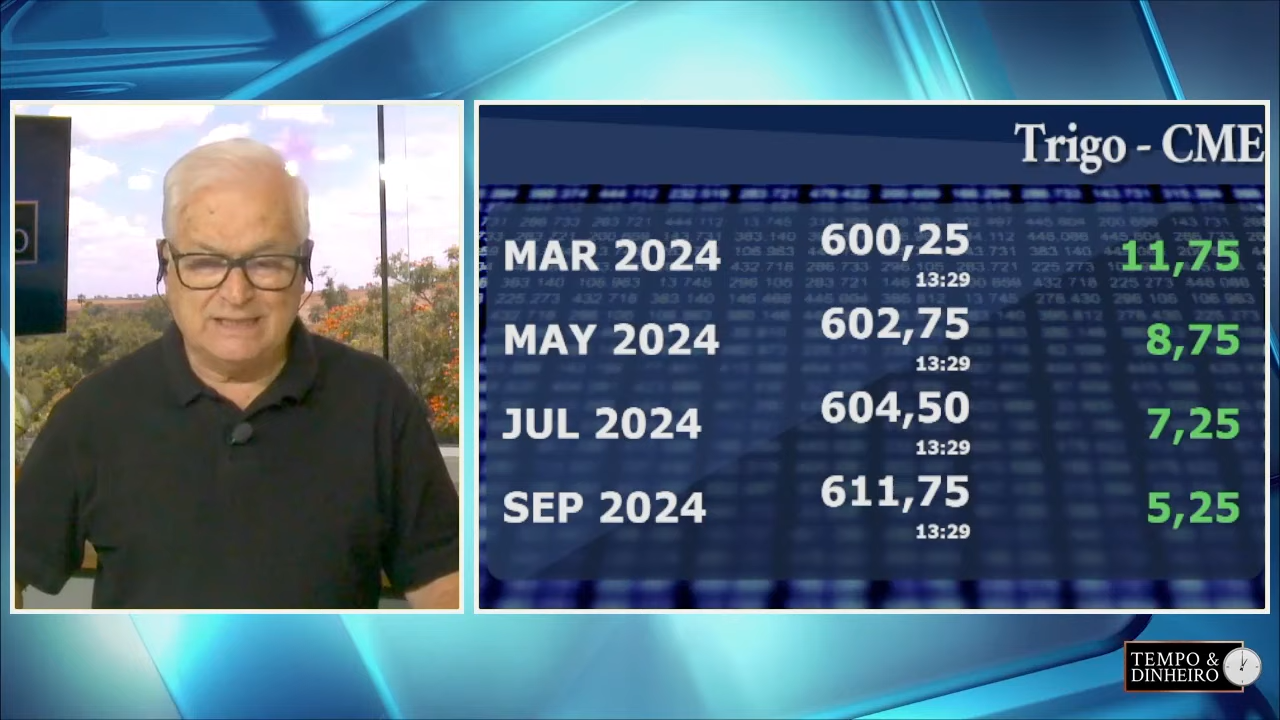 Trigo - CME
MAR 2024 600,25 11,75
13:29
MAY 2024 602,75 8,75
13:29
JUL 2024 604,50 7,25
13:29
SEP 2024 611,75 5,25
13:29
TEMPO &
DINHEIRO